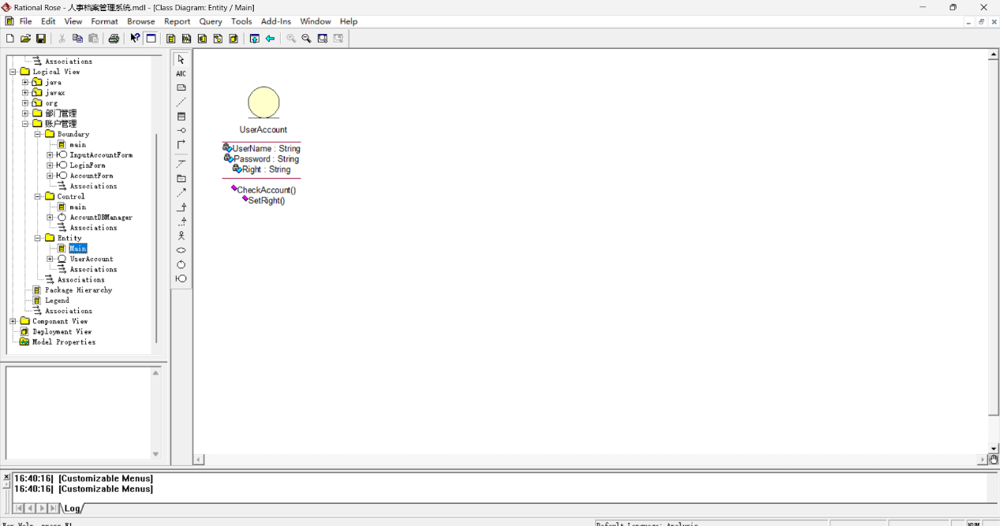 Rational Rose - 人事档案管理系统.mdl - [Class Diagram: Entity / Main]
File Edit View Format Browse Report Query Tools Add-Ins Window Help
Associations
Logical View
java
javax
org
部门管理
账户管理
Boundary
main
InputAccountForm
LoginForm
AccountForm
Associations
Control
main
AccountDBManager
Associations
Entity
Main
UserAccount
Associations
Associations
Package Hierarchy
Legend
Associations
Component View
Deployment View
Model Properties
ABC
UserAccount
UserName : String
Password : String
Right : String
CheckAccount()
SetRight()
16:40:16| [Customizable Menus]
16:40:16| [Customizable Menus]
Log
For Help, press F1
Default Language: Analysis
NUM